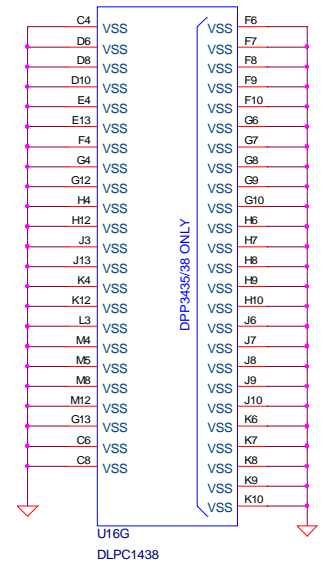 C4 VSS VSS F6
D6 VSS VSS F7
D8 VSS VSS F8
D10 VSS VSS F9
E4 VSS VSS F10
E13 VSS VSS G6
F4 VSS VSS G7
G4 VSS VSS G8
G12 VSS VSS G9
H4 VSS VSS G10
H12 VSS VSS H6
J3 VSS VSS H7
J13 VSS VSS H8
K4 VSS VSS H9
K12 VSS VSS H10
L3 VSS VSS J6
M4 VSS VSS J7
M5 VSS VSS J8
M8 VSS VSS J9
M12 VSS VSS J10
G13 VSS VSS K6
C6 VSS VSS K7
C8 VSS VSS K8
VSS K9
VSS K10
DPP3435/38 ONLY
U16G
DLPC1438